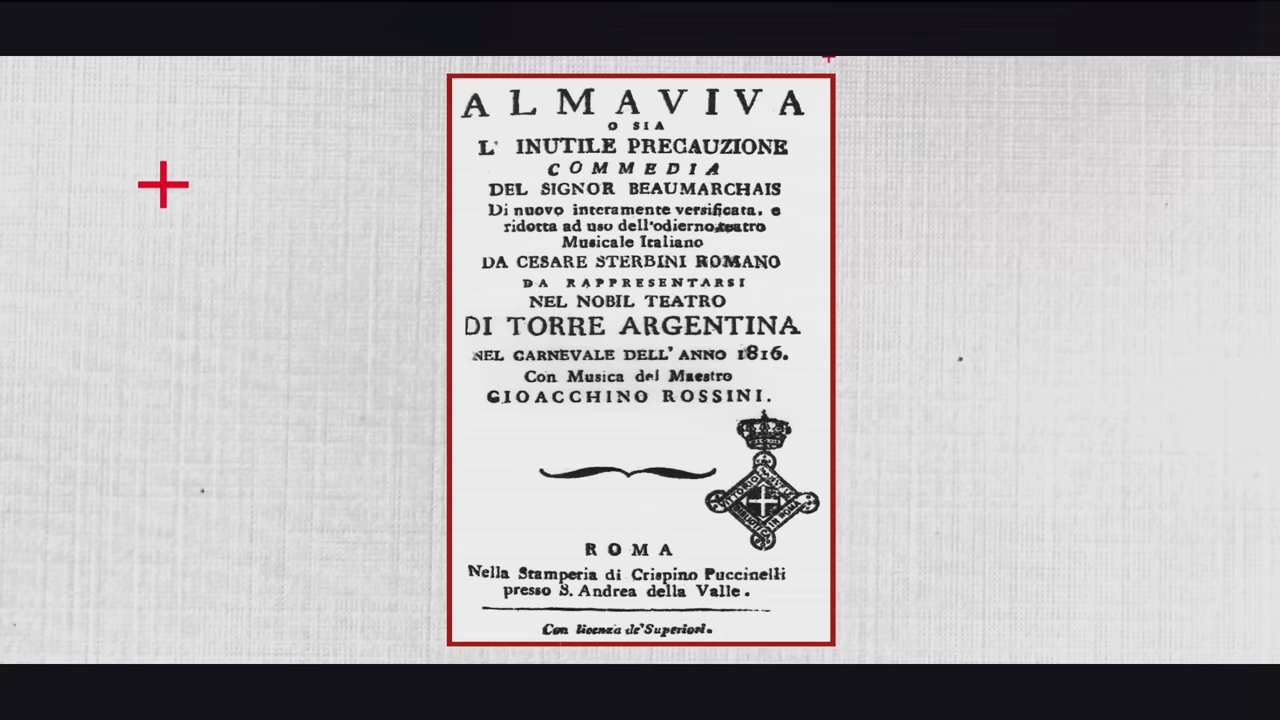 ALMAVIVA
O SIA
L' INUTILE PRECAUZIONE
COMMEDIA
DEL SIGNOR BEAUMARCHAIS
Di nuovo interamente versificata, e
ridotta ad uso dell'odierno teatro
Musicale Italiano
DA CESARE STERBINI ROMANO
DA RAPPRESENTARSI
NEL NOBIL TEATRO
DI TORRE ARGENTINA
NEL CARNEVALE DELL' ANNO 1816.
Con Musica del Maestro
GIOACCHINO ROSSINI.
VITTORIO
IN ROMA
ROMA
Nella Stamperia di Crispino Puccinelli
presso S. Andrea della Valle.
Con licenza de' Superiori.